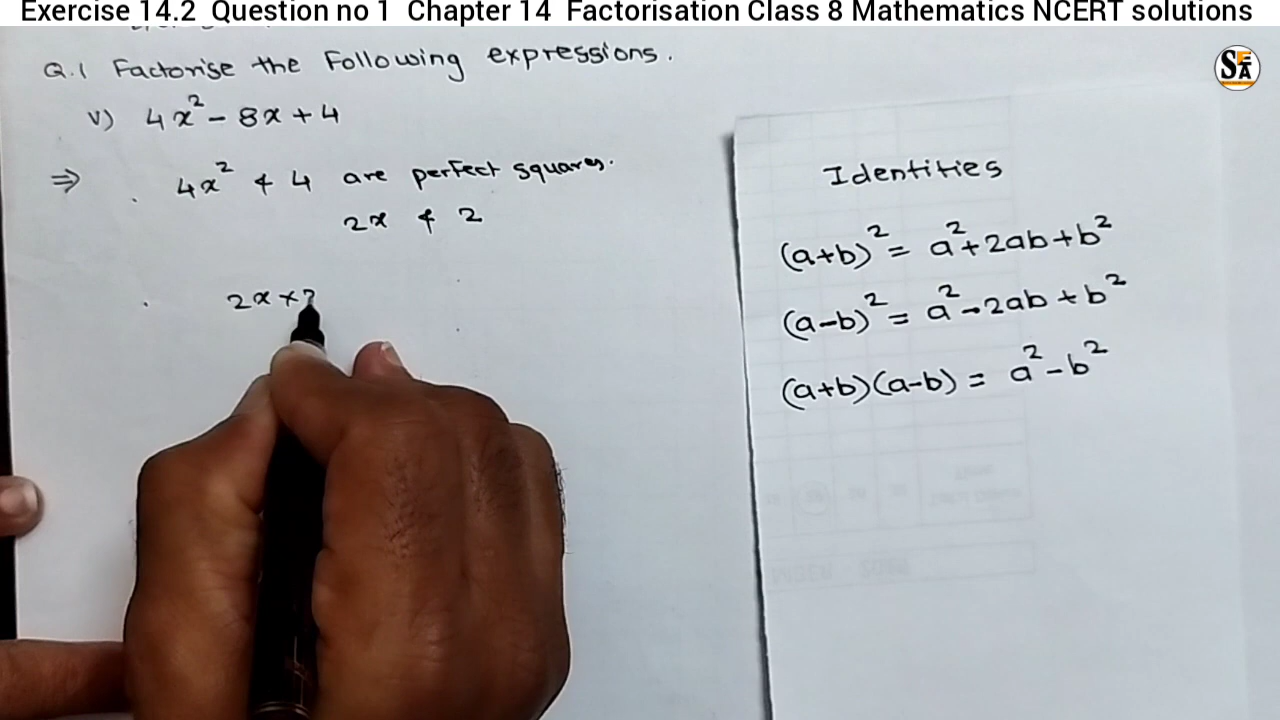 Exercise 14.2 Question no 1 Chapter 14 Factorisation Class 8 Mathematics NCERT solutions
Q.1 Factorise the Following expressions.
v) 4x² - 8x + 4
⇒ 4x² & 4 are perfect squares.
2x & 2
2x ×
Identities
(a+b)² = a² + 2ab + b²
(a-b)² = a² - 2ab + b²
(a+b)(a-b) = a² - b²
SFA